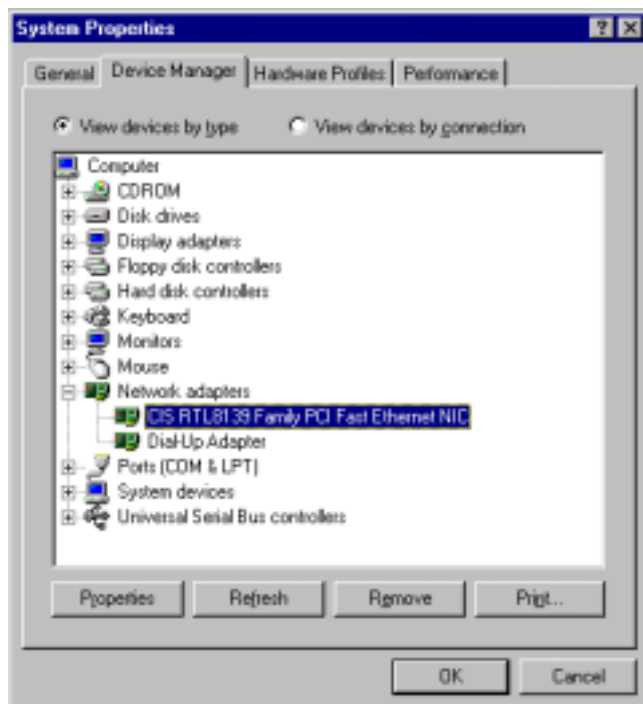 System Properties
General Device Manager Hardware Profiles Performance
View devices by type View devices by connection
Computer
CDROM
Disk drives
Display adapters
Floppy disk controllers
Hard disk controllers
Keyboard
Monitors
Mouse
Network adapters
CIS RTL8139 Family PCI Fast Ethernet NIC
Dial-Up Adapter
Ports (COM & LPT)
System devices
Universal Serial Bus controllers
Properties Refresh Remove Print...
OK Cancel